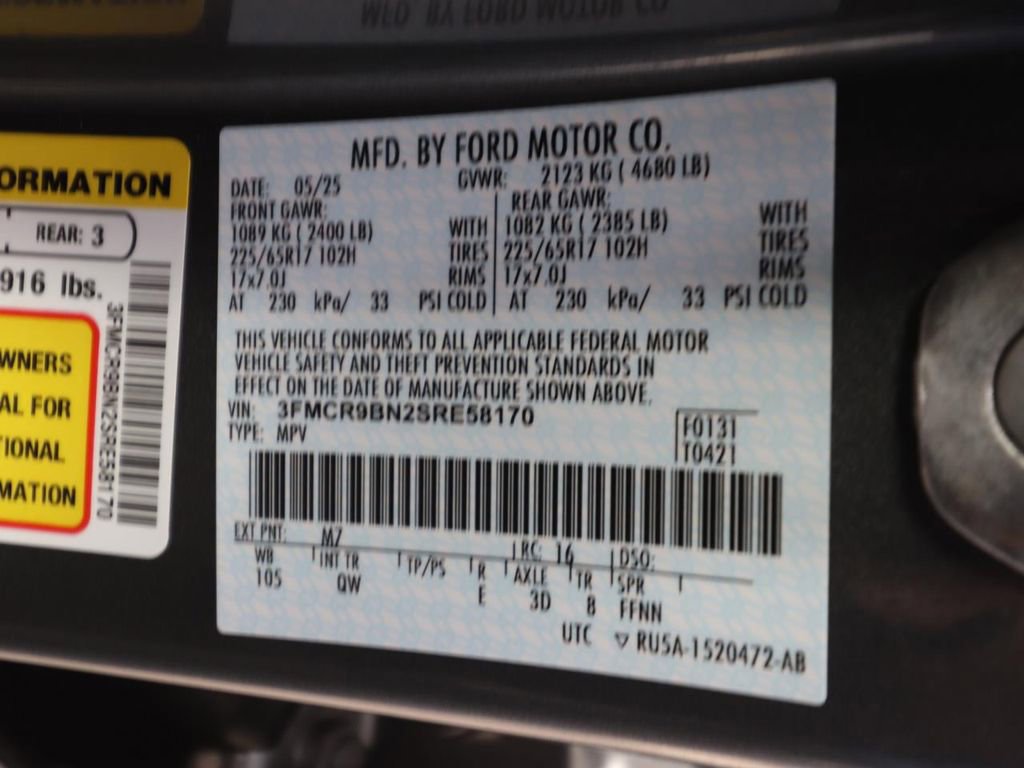 MFD. BY FORD MOTOR CO.
ORMATION
REAR: 3
916 lbs.
3FMCR9BN2SRE58170
WNERS
AL FOR
TIONAL
MATION
MFD. BY FORD MOTOR CO.
DATE: 05/25 GVWR: 2123 KG ( 4680 LB)
FRONT GAWR: REAR GAWR:
1089 KG ( 2400 LB) WITH 1082 KG ( 2385 LB) WITH
225/65R17 102H TIRES 225/65R17 102H TIRES
17x7.0J RIMS 17x7.0J RIMS
AT 230 kPa/ 33 PSI COLD AT 230 kPa/ 33 PSI COLD
THIS VEHICLE CONFORMS TO ALL APPLICABLE FEDERAL MOTOR
VEHICLE SAFETY AND THEFT PREVENTION STANDARDS IN
EFFECT ON THE DATE OF MANUFACTURE SHOWN ABOVE.
VIN: 3FMCR9BN2SRE58170
TYPE: MPV
F0131
T0421
EXT PNT: MZ RC: 16 DSO:
WB INT TR TP/PS R AXLE TR SPR
105 QW E 3D 8 FFNN
UTC ▽ RU5A-1520472-AB